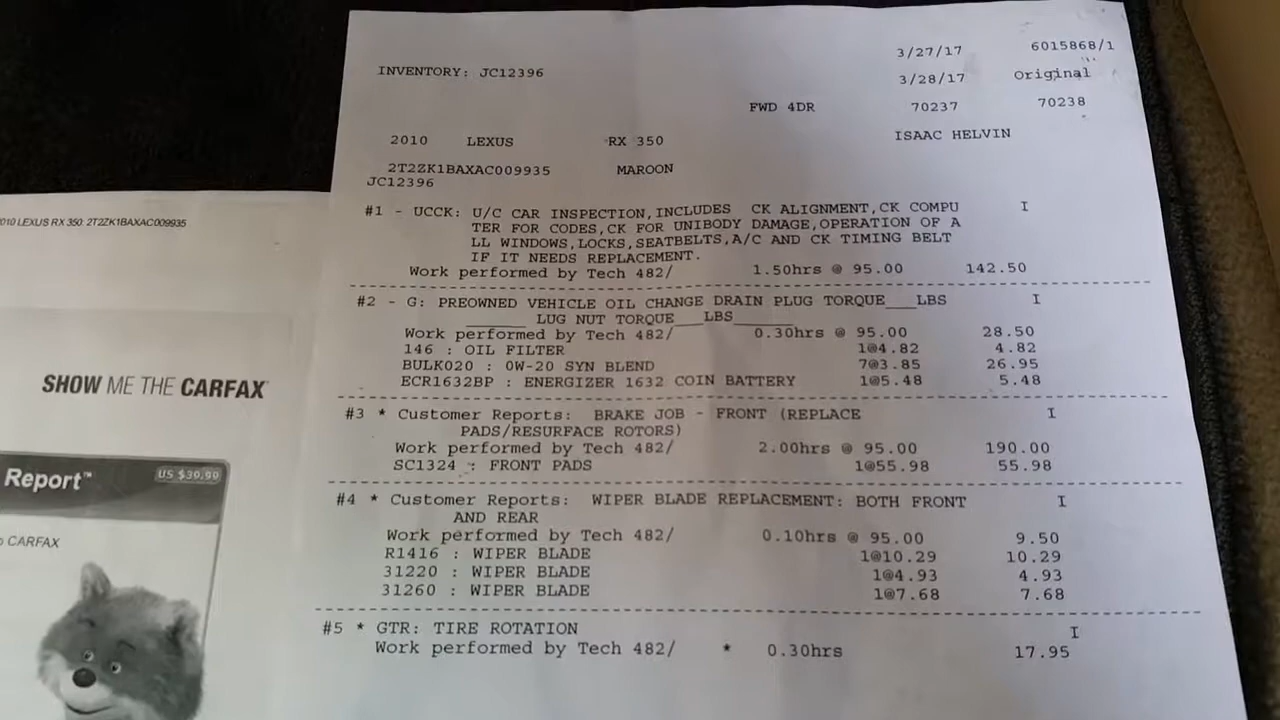 3/27/17 6015868/1
INVENTORY: JC12396
3/28/17 Original
FWD 4DR 70237 70238
2010 LEXUS RX 350 ISAAC HELVIN
2T2ZK1BAXAC009935 MAROON
JC12396
#1 - UCCK: U/C CAR INSPECTION,INCLUDES CK ALIGNMENT,CK COMPU I
TER FOR CODES,CK FOR UNIBODY DAMAGE,OPERATION OF A
LL WINDOWS,LOCKS,SEATBELTS,A/C AND CK TIMING BELT
IF IT NEEDS REPLACEMENT.
Work performed by Tech 482/ 1.50hrs @ 95.00 142.50
#2 - G: PREOWNED VEHICLE OIL CHANGE DRAIN PLUG TORQUE___LBS I
______ LUG NUT TORQUE___LBS______
Work performed by Tech 482/ 0.30hrs @ 95.00 28.50
146 : OIL FILTER 1@4.82 4.82
BULK020 : 0W-20 SYN BLEND 7@3.85 26.95
ECR1632BP : ENERGIZER 1632 COIN BATTERY 1@5.48 5.48
#3 * Customer Reports: BRAKE JOB - FRONT (REPLACE I
PADS/RESURFACE ROTORS)
Work performed by Tech 482/ 2.00hrs @ 95.00 190.00
SC1324 : FRONT PADS 1@55.98 55.98
#4 * Customer Reports: WIPER BLADE REPLACEMENT: BOTH FRONT I
AND REAR
Work performed by Tech 482/ 0.10hrs @ 95.00 9.50
R1416 : WIPER BLADE 1@10.29 10.29
31220 : WIPER BLADE 1@4.93 4.93
31260 : WIPER BLADE 1@7.68 7.68
#5 * GTR: TIRE ROTATION I
Work performed by Tech 482/ * 0.30hrs 17.95
2010 LEXUS RX 350 2T2ZK1BAXAC009935
SHOW ME THE CARFAX
Report™ US $39.99
CARFAX